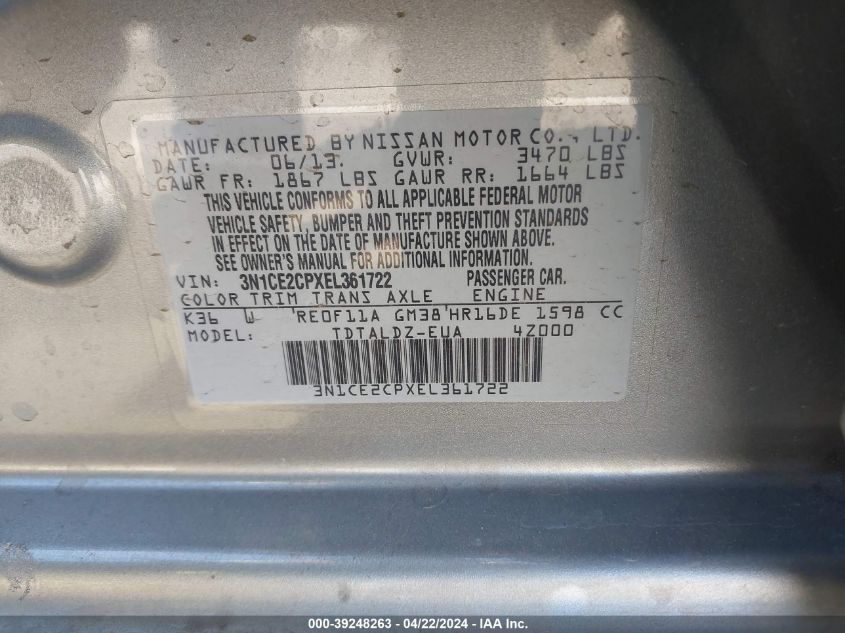 MANUFACTURED BY NISSAN MOTOR CO., LTD.
DATE: 06/13. GVWR: 3470 LBS
GAWR FR: 1867 LBS GAWR RR: 1664 LBS
THIS VEHICLE CONFORMS TO ALL APPLICABLE FEDERAL MOTOR
VEHICLE SAFETY, BUMPER AND THEFT PREVENTION STANDARDS
IN EFFECT ON THE DATE OF MANUFACTURE SHOWN ABOVE.
SEE OWNER'S MANUAL FOR ADDITIONAL INFORMATION.
VIN: 3N1CE2CPXEL361722 PASSENGER CAR.
COLOR TRIM TRANS AXLE ENGINE
K36 W 'RE0F11A GM38'HR16DE 1598 CC
MODEL: TDTALDZ-EUA 4Z000
3N1CE2CPXEL361722
000-39248263 - 04/22/2024 - IAA Inc.